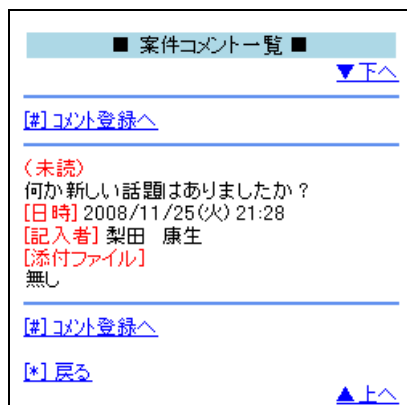 ■ 案件コメント一覧 ■
▼下へ
[#] コメント登録へ
(未読)
何か新しい話題はありましたか？
[日時] 2008/11/25(火) 21:28
[記入者] 梨田　康生
[添付ファイル]
無し
[#] コメント登録へ
[*] 戻る
▲上へ